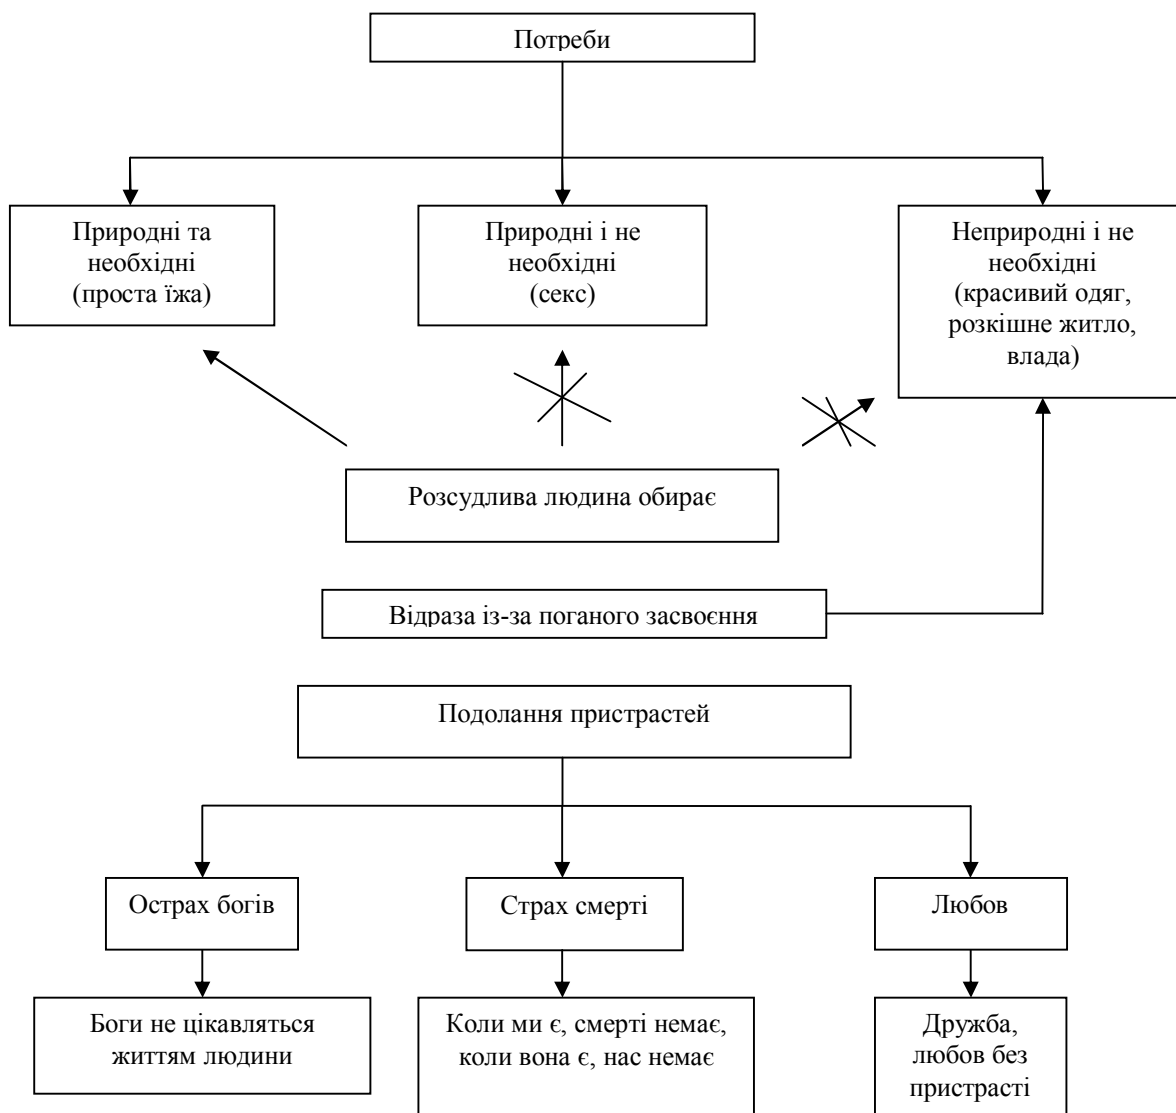 Потреби
Природні та
необхідні
(проста їжа)
Природні і не
необхідні
(секс)
Неприродні і не
необхідні
(красивий одяг,
розкішне житло,
влада)
Розсудлива людина обирає
Відраза із-за поганого засвоєння
Подолання пристрастей
Острах богів
Страх смерті
Любов
Боги не цікавляться
життям людини
Коли ми є, смерті немає,
коли вона є, нас немає
Дружба,
любов без
пристрасті